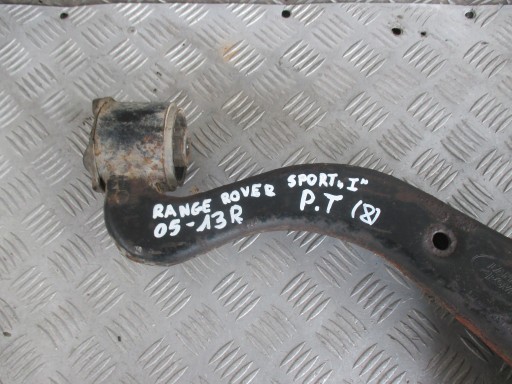 RANGE ROVER SPORT „I"
05-13R P.T (8)